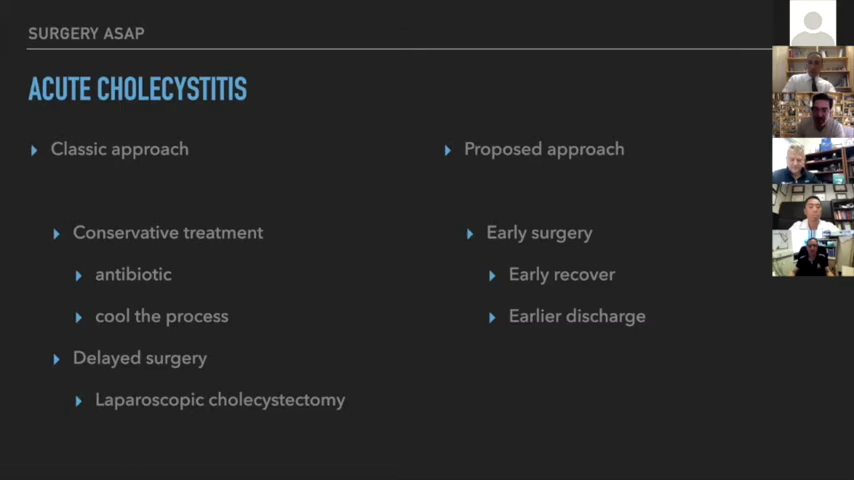 SURGERY ASAP
ACUTE CHOLECYSTITIS
Classic approach
Conservative treatment
antibiotic
cool the process
Delayed surgery
Laparoscopic cholecystectomy
Proposed approach
Early surgery
Early recover
Earlier discharge